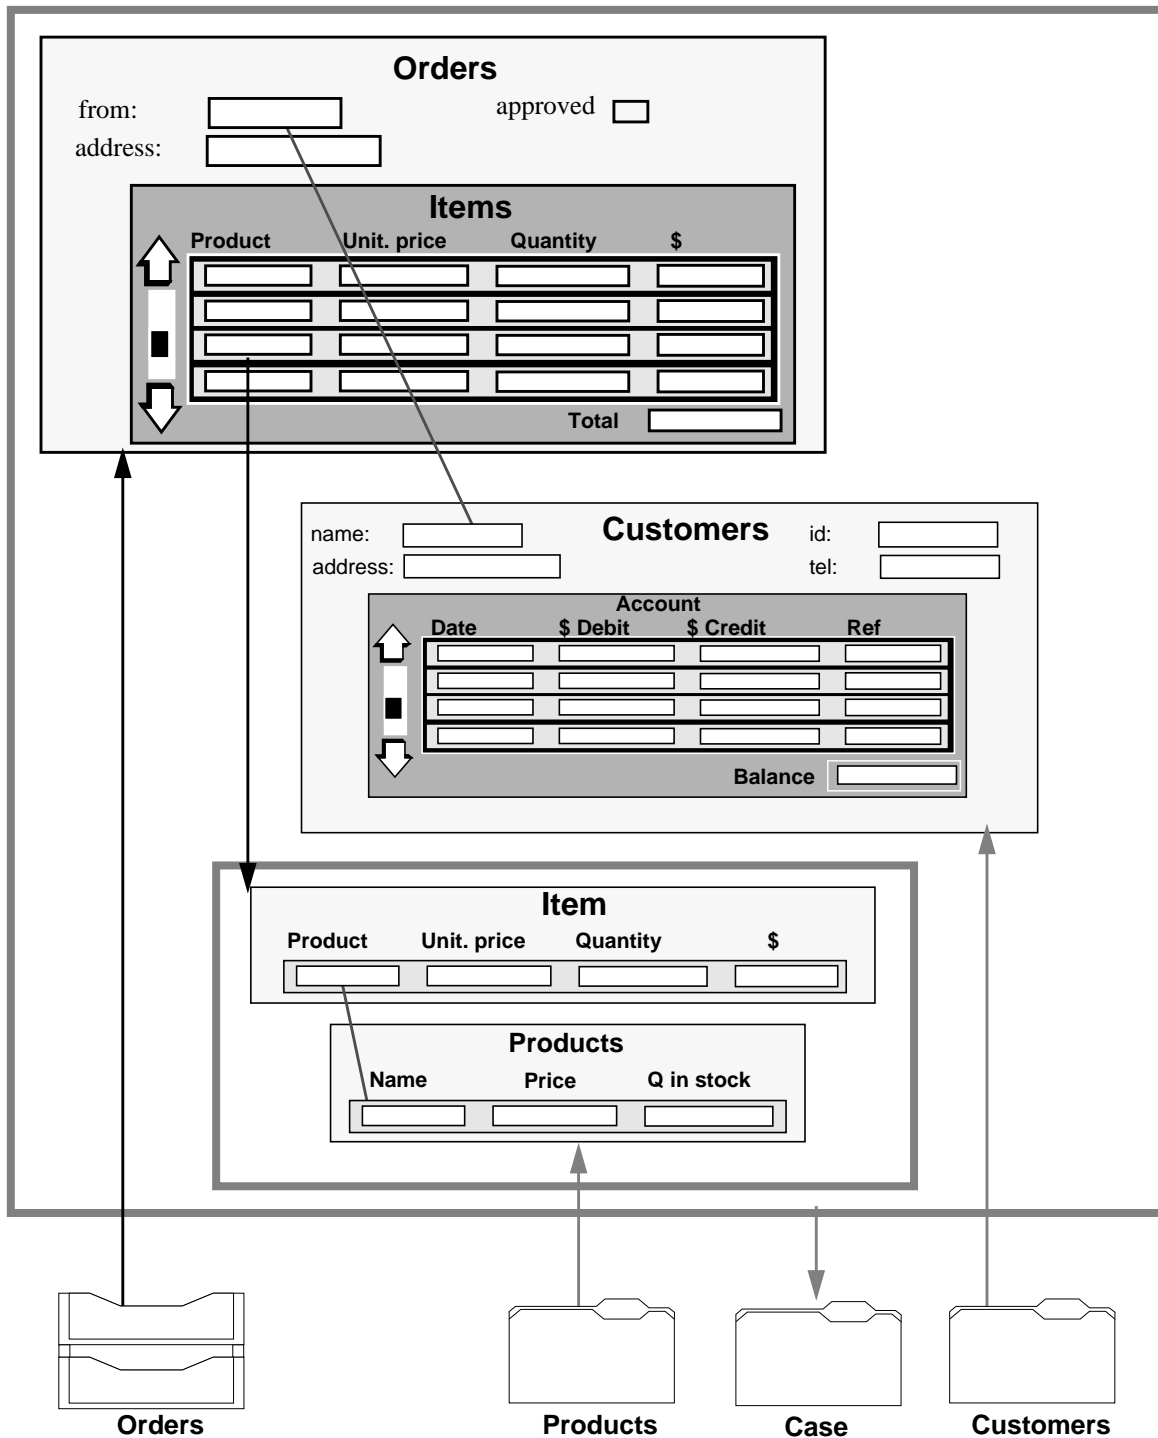 Orders
from: approved
address:
Items
Product Unit. price Quantity $
Total
name: Customers id:
address: tel:
Account
Date $ Debit $ Credit Ref
Balance
Item
Product Unit. price Quantity $
Products
Name Price Q in stock
Orders Products Case Customers